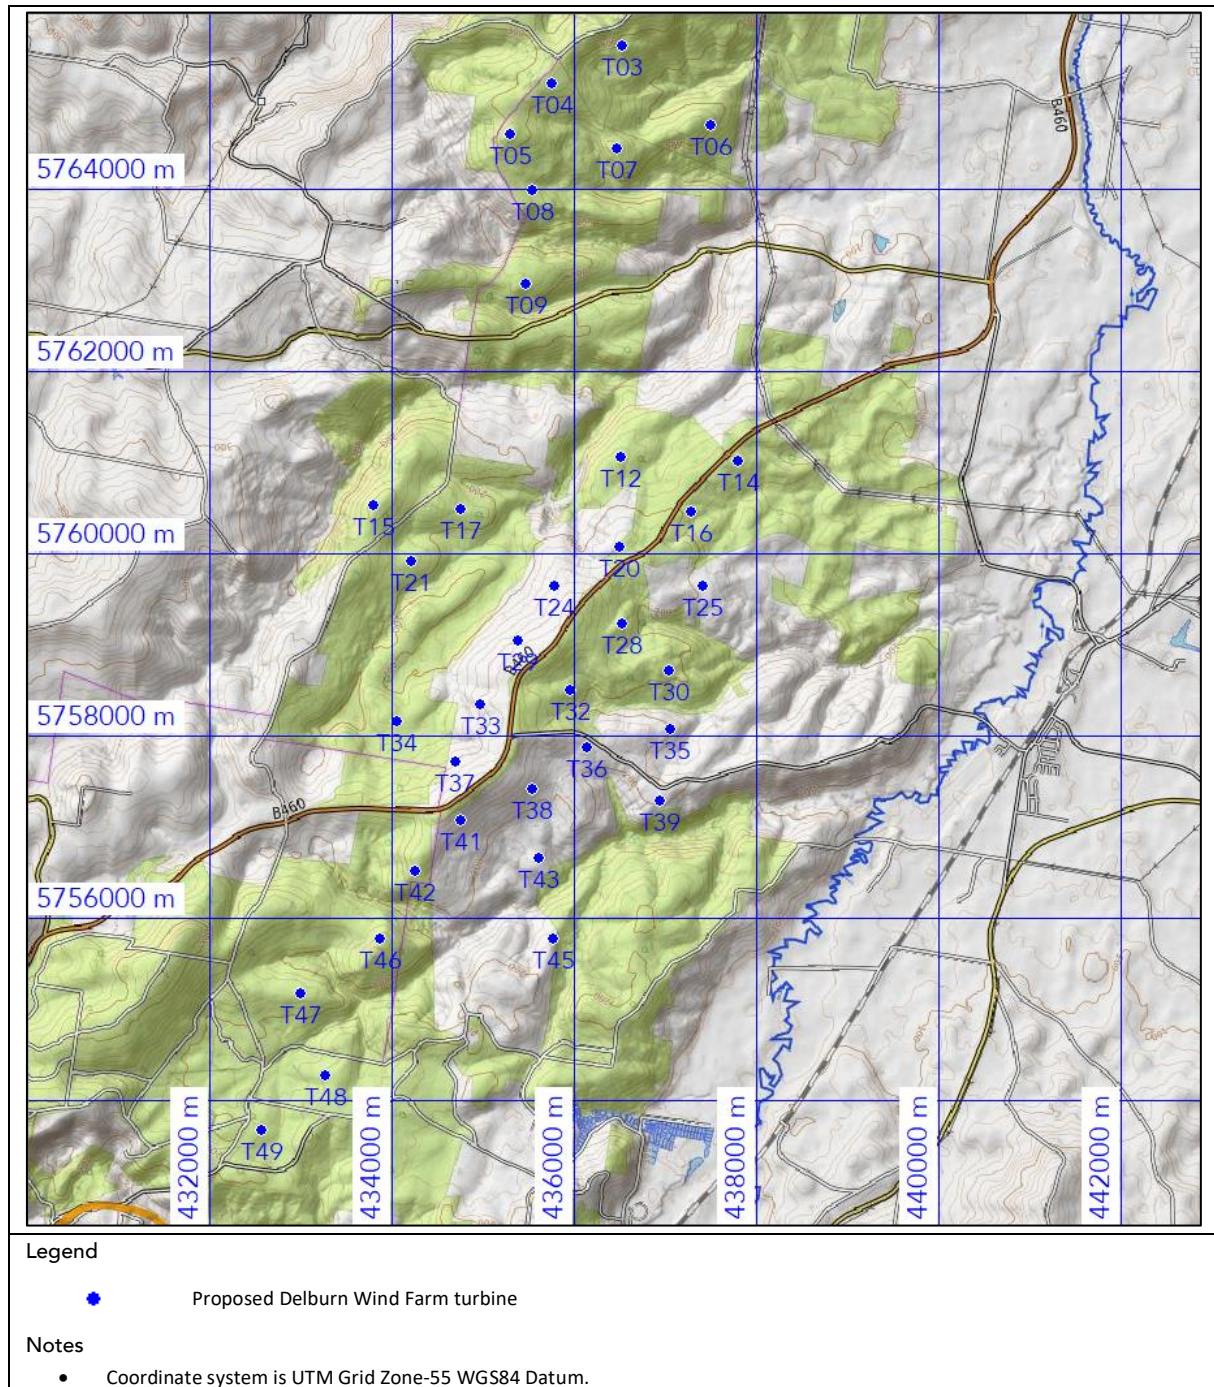 T03
T04
B460
T05
T07
T06
5764000 m
T08
T09
5762000 m
T12
T14
T15
T17
T16
5760000 m
T20
T21
T24
T25
T28
B460
T30
T32
5758000 m
T33
T34
T35
T36
T37
T38
T39
B460
T41
T42
T43
5756000 m
T46
T45
T47
T48
T49
432000 m
434000 m
436000 m
438000 m
440000 m
442000 m
Legend
Proposed Delburn Wind Farm turbine
Notes
• Coordinate system is UTM Grid Zone-55 WGS84 Datum.